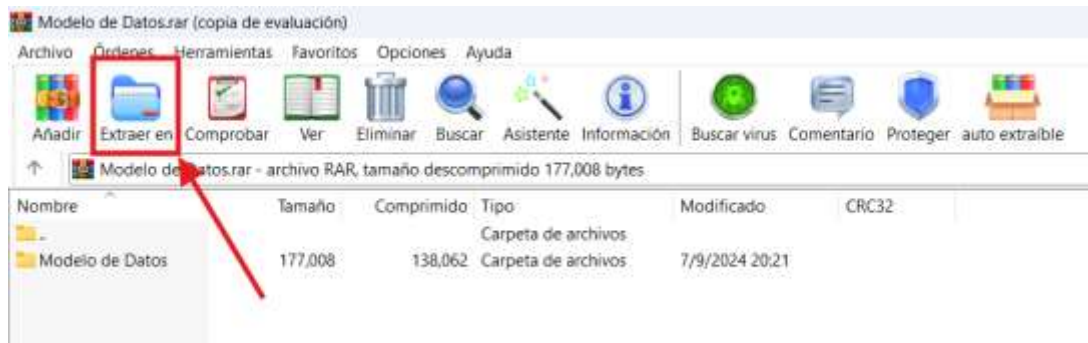 Modelo de Datos.rar (copia de evaluación)
Archivo Órdenes Herramientas Favoritos Opciones Ayuda
Añadir Extraer en Comprobar Ver Eliminar Buscar Asistente Información Buscar virus Comentario Proteger auto extraíble
Modelo de Datos.rar - archivo RAR, tamaño descomprimido 177,008 bytes
Nombre Tamaño Comprimido Tipo Modificado CRC32
.. Carpeta de archivos
Modelo de Datos 177,008 138,062 Carpeta de archivos 7/9/2024 20:21